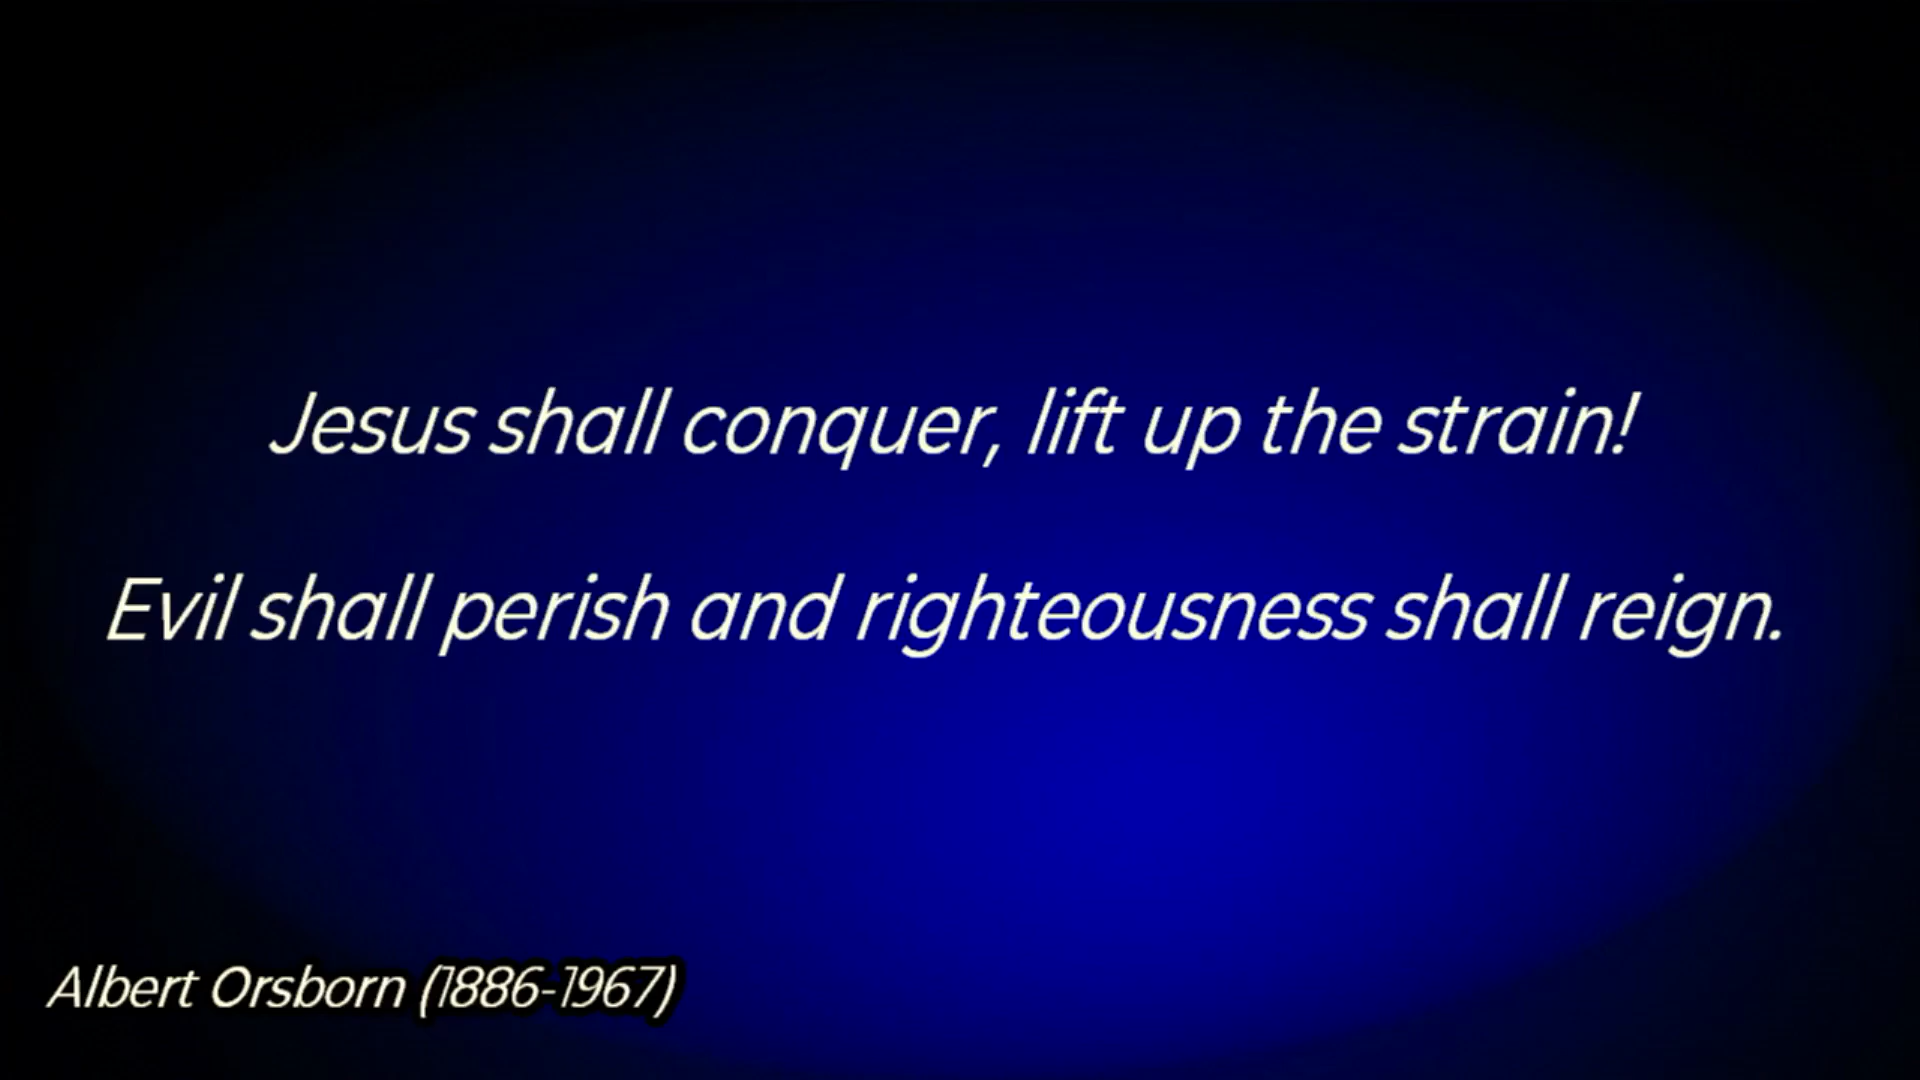 Jesus shall conquer, lift up the strain!
Evil shall perish and righteousness shall reign.
Albert Orsborn (1886-1967)